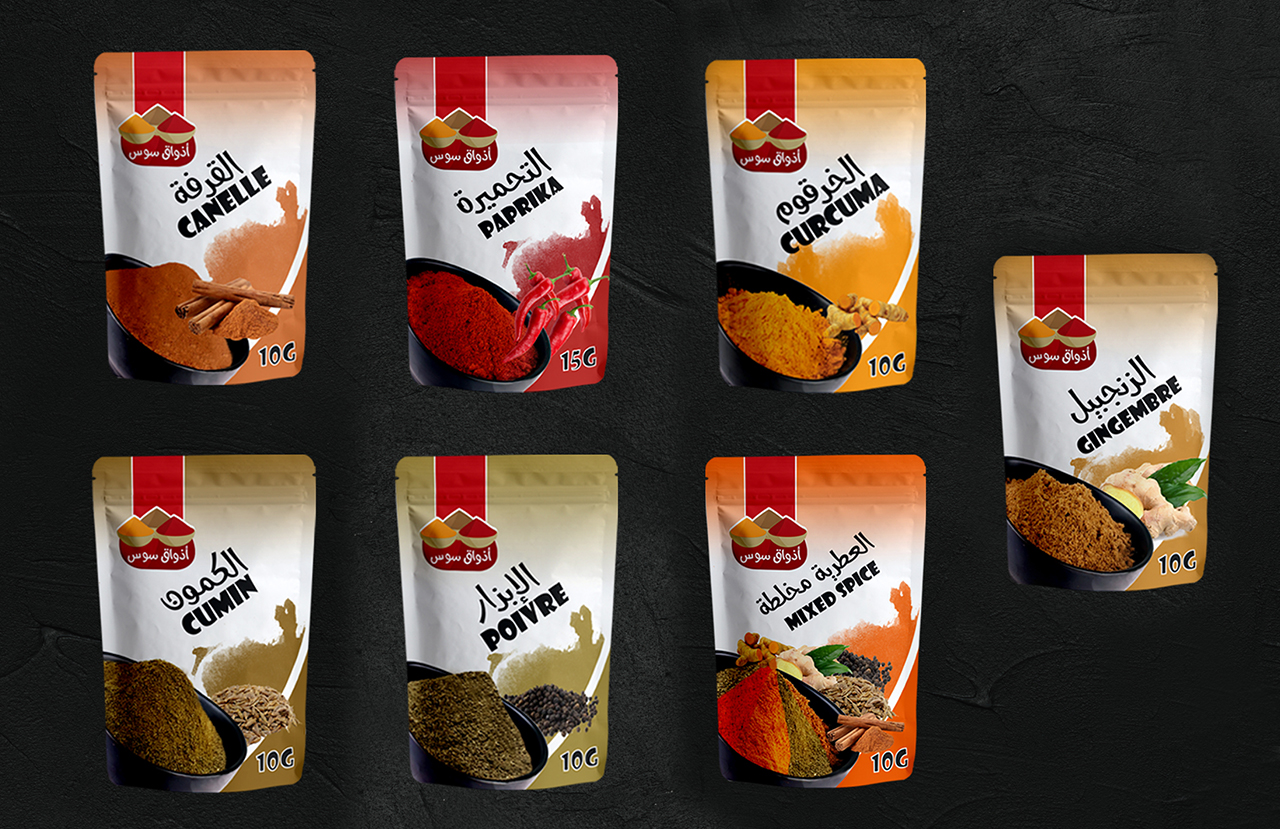 أذواق سوس
القرفة
CANELLE
10G
أذواق سوس
التحميرة
PAPRIKA
15G
أذواق سوس
الخرقوم
CURCUMA
10G
أذواق سوس
الزنجبيل
GINGEMBRE
10G
أذواق سوس
الكمون
CUMIN
10G
أذواق سوس
الإبزار
POIVRE
10G
أذواق سوس
العطرية مخلطة
MIXED SPICE
10G